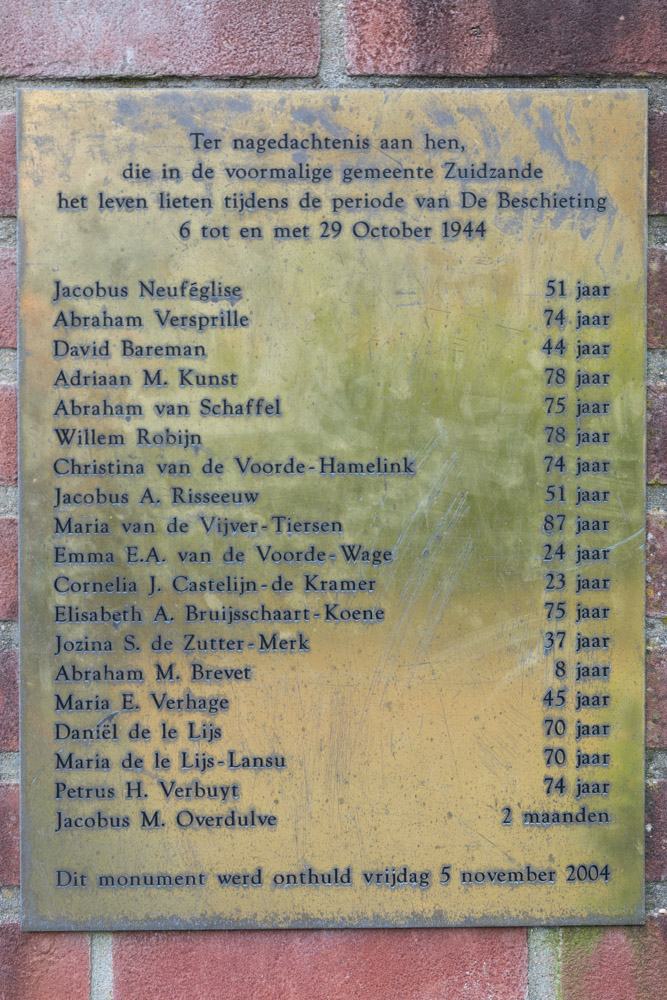 Ter nagedachtenis aan hen,
die in de voormalige gemeente Zuidzande
het leven lieten tijdens de periode van De Beschieting
6 tot en met 29 October 1944
Jacobus Neuféglise 51 jaar
Abraham Versprille 74 jaar
David Bareman 44 jaar
Adriaan M. Kunst 78 jaar
Abraham van Schaffel 75 jaar
Willem Robijn 78 jaar
Christina van de Voorde-Hamelink 74 jaar
Jacobus A. Risseeuw 51 jaar
Maria van de Vijver-Tiersen 87 jaar
Emma E.A. van de Voorde-Wage 24 jaar
Cornelia J. Castelijn-de Kramer 23 jaar
Elisabeth A. Bruijsschaart-Koene 75 jaar
Jozina S. de Zutter-Merk 37 jaar
Abraham M. Brevet 8 jaar
Maria E. Verhage 45 jaar
Daniël de le Lijs 70 jaar
Maria de le Lijs-Lansu 70 jaar
Petrus H. Verbuyt 74 jaar
Jacobus M. Overdulve 2 maanden
Dit monument werd onthuld vrijdag 5 november 2004